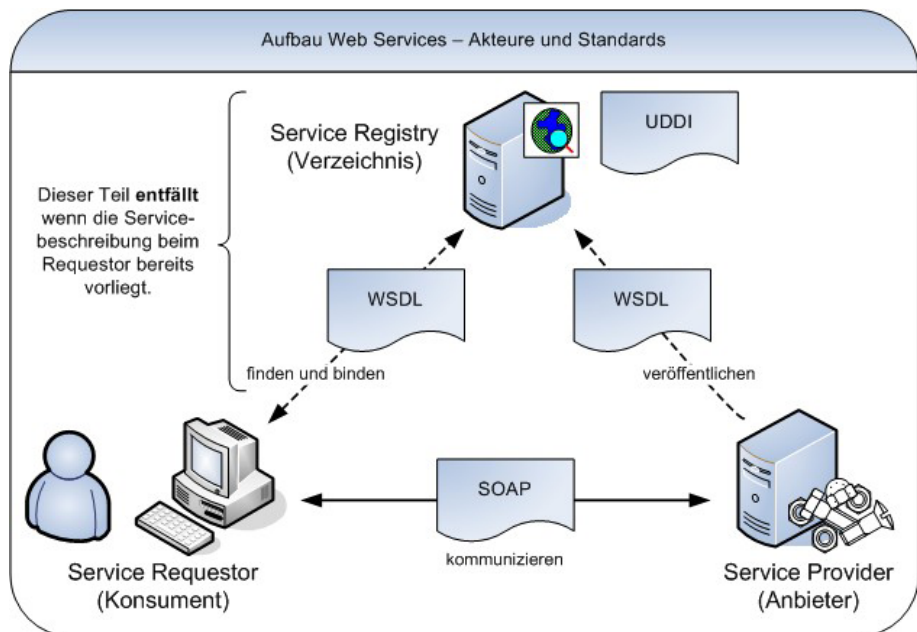 Aufbau Web Services – Akteure und Standards
Service Registry
(Verzeichnis)
UDDI
Dieser Teil entfällt
wenn die Service-
beschreibung beim
Requestor bereits
vorliegt.
WSDL
WSDL
finden und binden
veröffentlichen
SOAP
kommunizieren
Service Requestor
(Konsument)
Service Provider
(Anbieter)